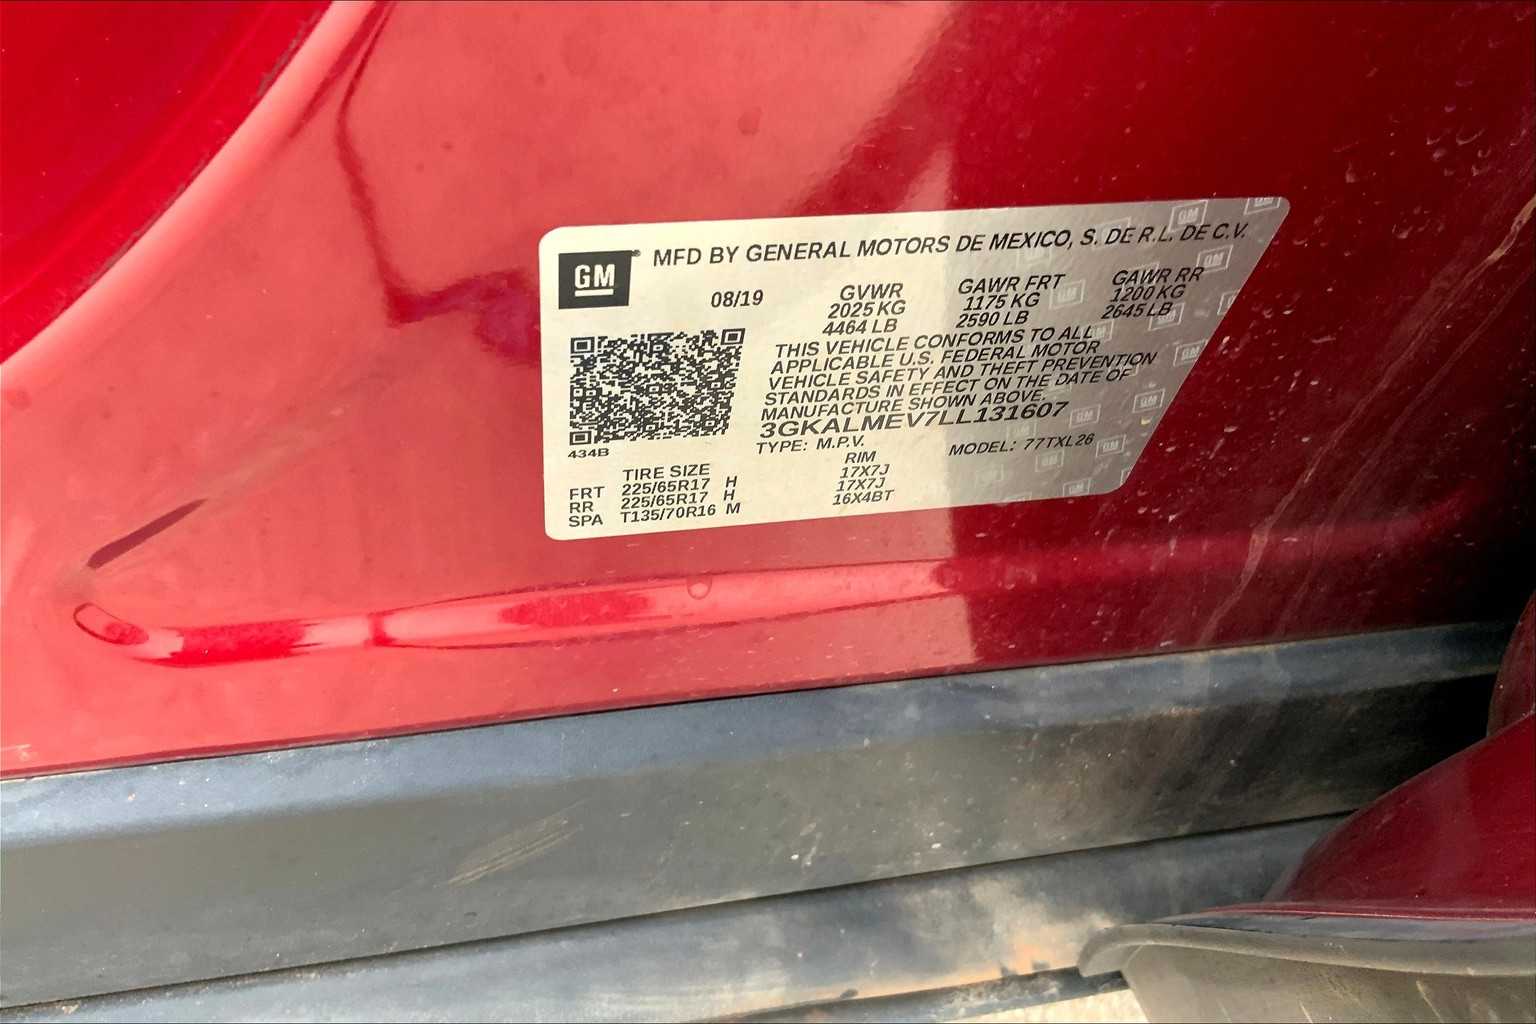 GM
MFD BY GENERAL MOTORS DE MEXICO, S. DE R.L. DE C.V.
08/19
GVWR GAWR FRT GAWR RR
2025 KG 1175 KG 1200 KG
4464 LB 2590 LB 2645 LB
THIS VEHICLE CONFORMS TO ALL
APPLICABLE U.S. FEDERAL MOTOR
VEHICLE SAFETY AND THEFT PREVENTION
STANDARDS IN EFFECT ON THE DATE OF
MANUFACTURE SHOWN ABOVE.
3GKALMEV7LL131607
434B
TYPE: M.P.V. MODEL: 77TXL26
TIRE SIZE RIM
FRT 225/65R17 H 17X7J
RR 225/65R17 H 17X7J
SPA T135/70R16 M 16X4BT